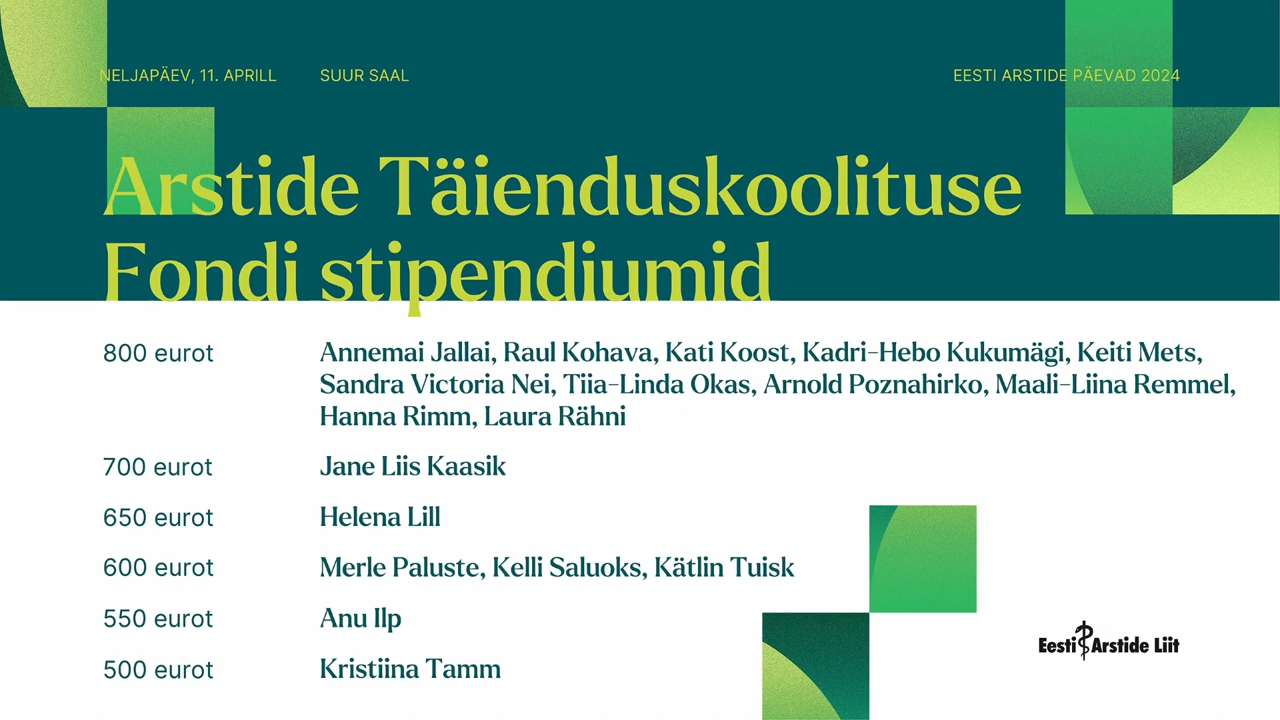 NELJAPÄEV, 11. APRILL
SUUR SAAL
EESTI ARSTIDE PÄEVAD 2024
Arstide Täienduskoolituse
Fondi stipendiumid
800 eurot
Annemai Jallai, Raul Kohava, Kati Koost, Kadri-Hebo Kukumägi, Keiti Mets,
Sandra Victoria Nei, Tiia-Linda Okas, Arnold Poznahirko, Maali-Liina Remmel,
Hanna Rimm, Laura Rähni
700 eurot
Jane Liis Kaasik
650 eurot
Helena Lill
600 eurot
Merle Paluste, Kelli Saluoks, Kätlin Tuisk
550 eurot
Anu Ilp
500 eurot
Kristiina Tamm
Eesti Arstide Liit